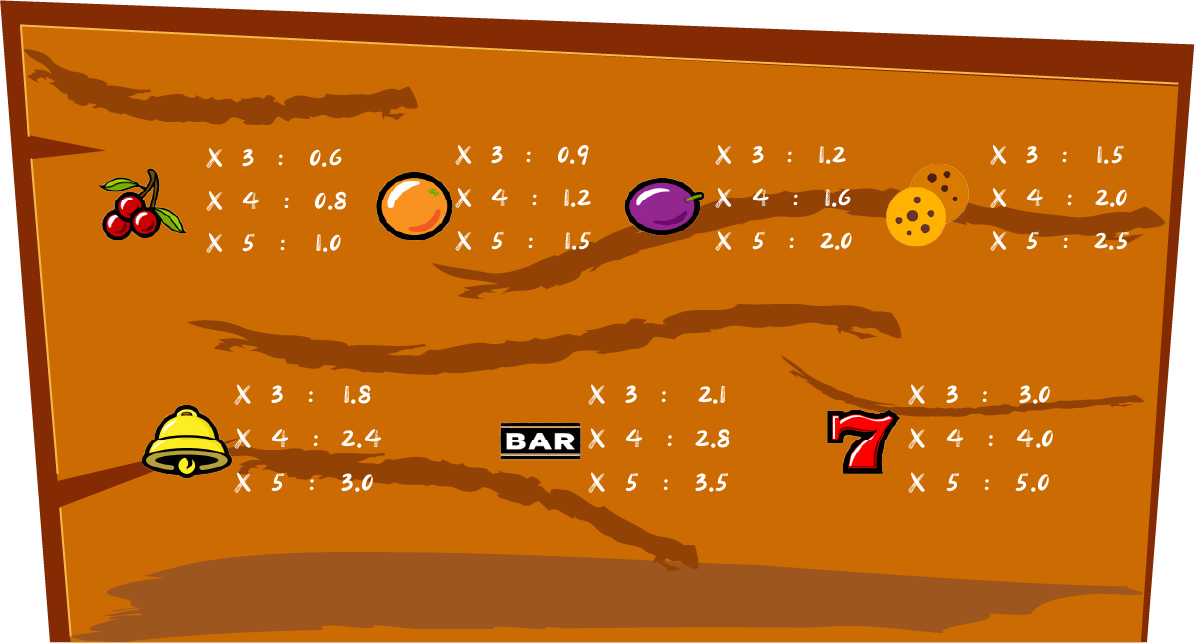 X 3 : 0.6
X 4 : 0.8
X 5 : 1.0
X 3 : 0.9
X 4 : 1.2
X 5 : 1.5
X 3 : 1.2
X 4 : 1.6
X 5 : 2.0
X 3 : 1.5
X 4 : 2.0
X 5 : 2.5
X 3 : 1.8
X 4 : 2.4
X 5 : 3.0
BAR
X 3 : 2.1
X 4 : 2.8
X 5 : 3.5
7
X 3 : 3.0
X 4 : 4.0
X 5 : 5.0